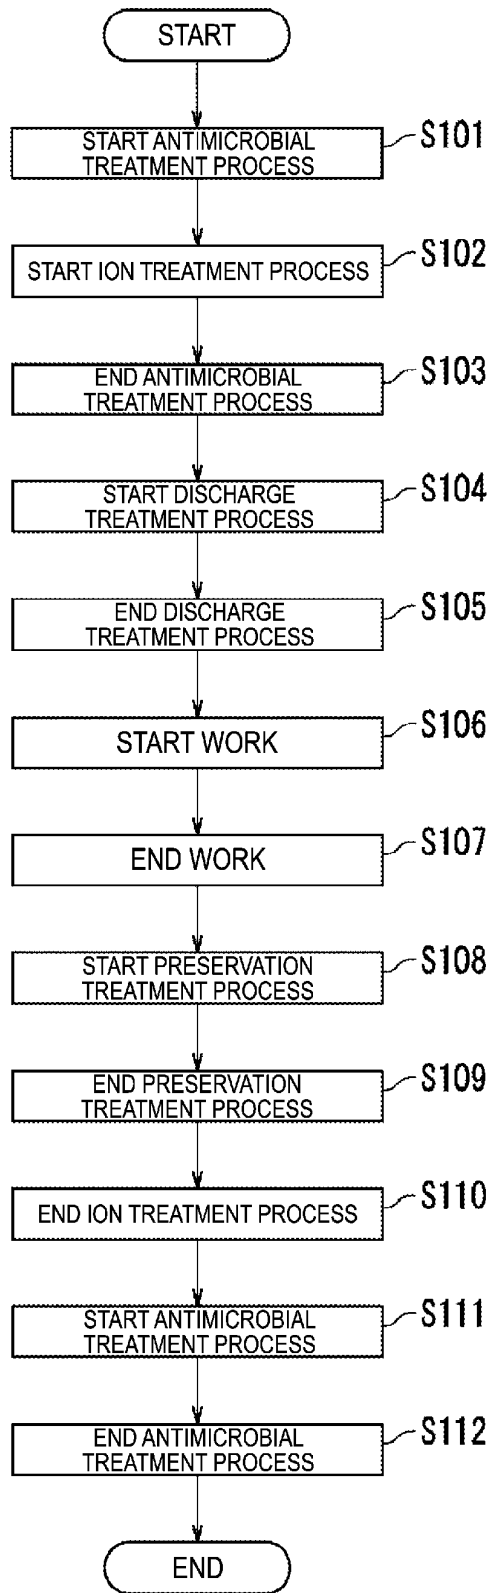 START
START ANTIMICROBIAL
TREATMENT PROCESS
S101
START ION TREATMENT PROCESS
S102
END ANTIMICROBIAL
TREATMENT PROCESS
S103
START DISCHARGE
TREATMENT PROCESS
S104
END DISCHARGE
TREATMENT PROCESS
S105
START WORK
S106
END WORK
S107
START PRESERVATION
TREATMENT PROCESS
S108
END PRESERVATION
TREATMENT PROCESS
S109
END ION TREATMENT PROCESS
S110
START ANTIMICROBIAL
TREATMENT PROCESS
S111
END ANTIMICROBIAL
TREATMENT PROCESS
S112
END